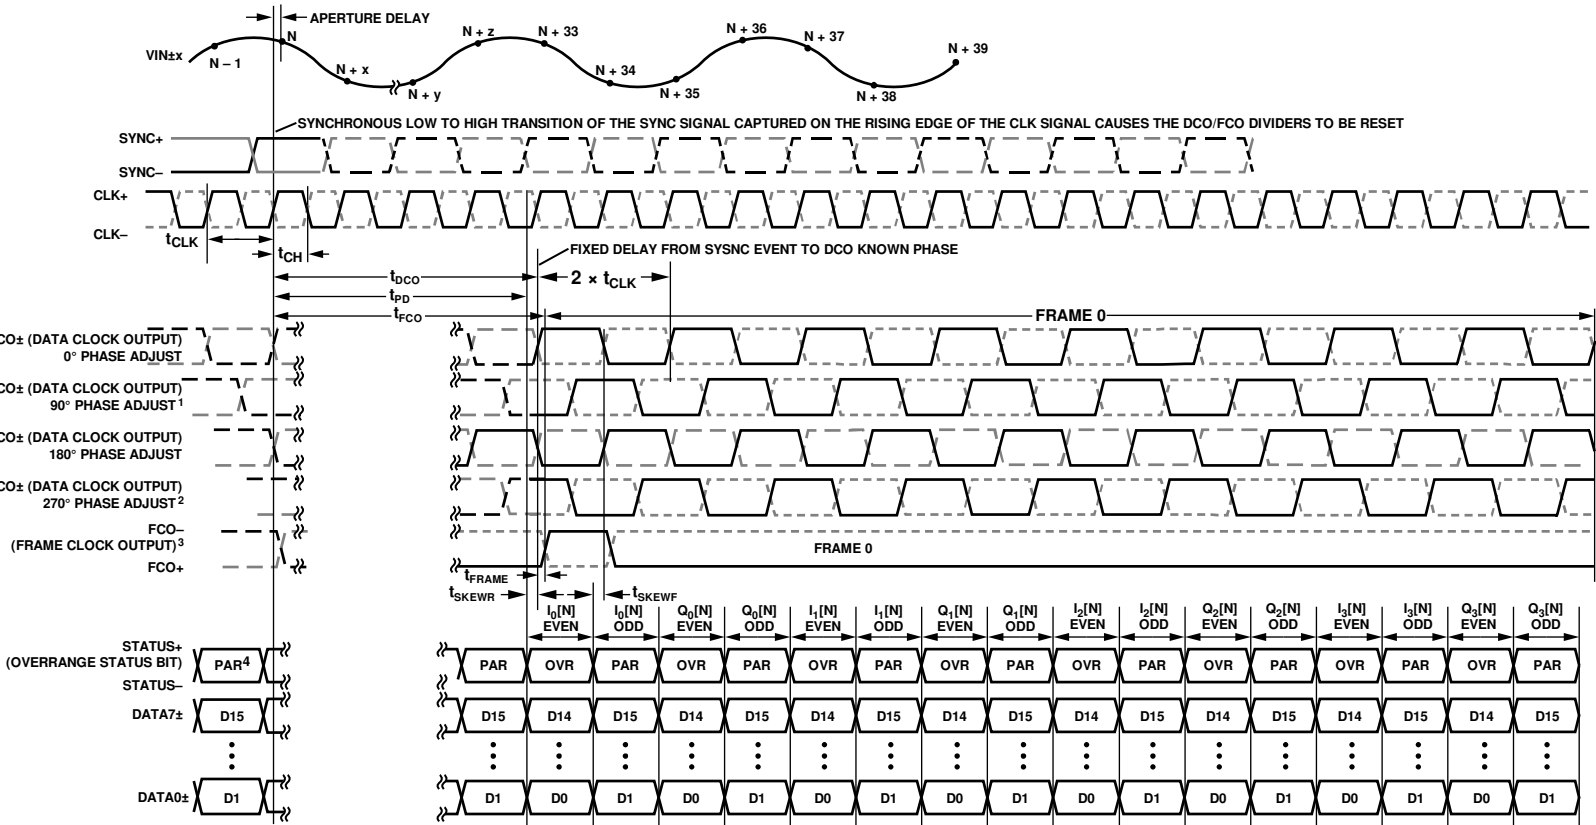 APERTURE DELAY
VIN±x
N – 1
N
N + x
N + y
N + z
N + 33
N + 34
N + 35
N + 36
N + 37
N + 38
N + 39
SYNCHRONOUS LOW TO HIGH TRANSITION OF THE SYNC SIGNAL CAPTURED ON THE RISING EDGE OF THE CLK SIGNAL CAUSES THE DCO/FCO DIVIDERS TO BE RESET
SYNC+
SYNC–
CLK+
CLK–
tCLK
tCH
FIXED DELAY FROM SYSNC EVENT TO DCO KNOWN PHASE
tDCO
2 × tCLK
tPD
tFCO
FRAME 0
CO± (DATA CLOCK OUTPUT)
0° PHASE ADJUST
CO± (DATA CLOCK OUTPUT)
90° PHASE ADJUST1
CO± (DATA CLOCK OUTPUT)
180° PHASE ADJUST
CO± (DATA CLOCK OUTPUT)
270° PHASE ADJUST2
FCO–
(FRAME CLOCK OUTPUT)3
FCO+
FRAME 0
tFRAME
tSKEWR
tSKEWF
I0[N] EVEN
I0[N] ODD
Q0[N] EVEN
Q0[N] ODD
I1[N] EVEN
I1[N] ODD
Q1[N] EVEN
Q1[N] ODD
I2[N] EVEN
I2[N] ODD
Q2[N] EVEN
Q2[N] ODD
I3[N] EVEN
I3[N] ODD
Q3[N] EVEN
Q3[N] ODD
STATUS+
(OVERRANGE STATUS BIT)
STATUS–
PAR4 PAR OVR PAR OVR PAR OVR PAR OVR PAR OVR PAR OVR PAR OVR PAR OVR PAR
DATA7± D15 D15 D14 D15 D14 D15 D14 D15 D14 D15 D14 D15 D14 D15 D14 D15 D14 D15
DATA0± D1 D1 D0 D1 D0 D1 D0 D1 D0 D1 D0 D1 D0 D1 D0 D1 D0 D1